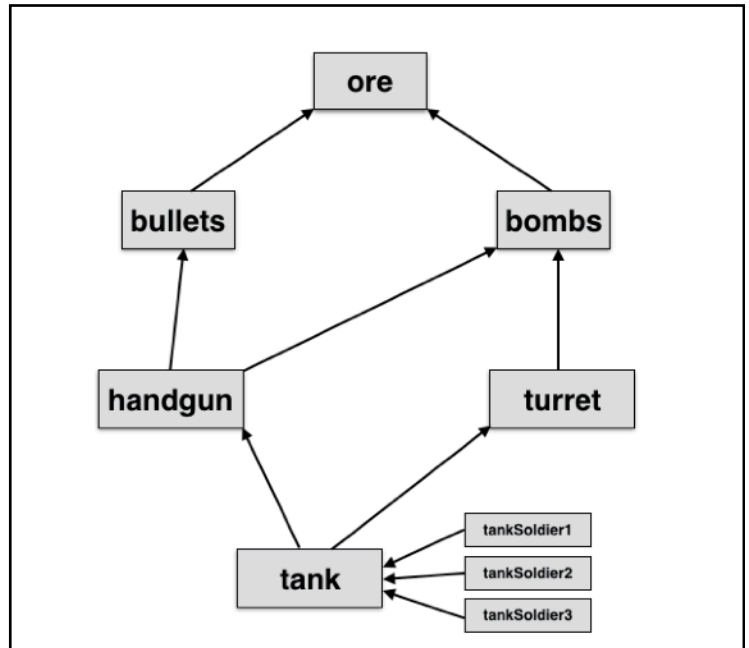 ore
bullets
bombs
handgun
turret
tankSoldier1
tank
tankSoldier2
tankSoldier3